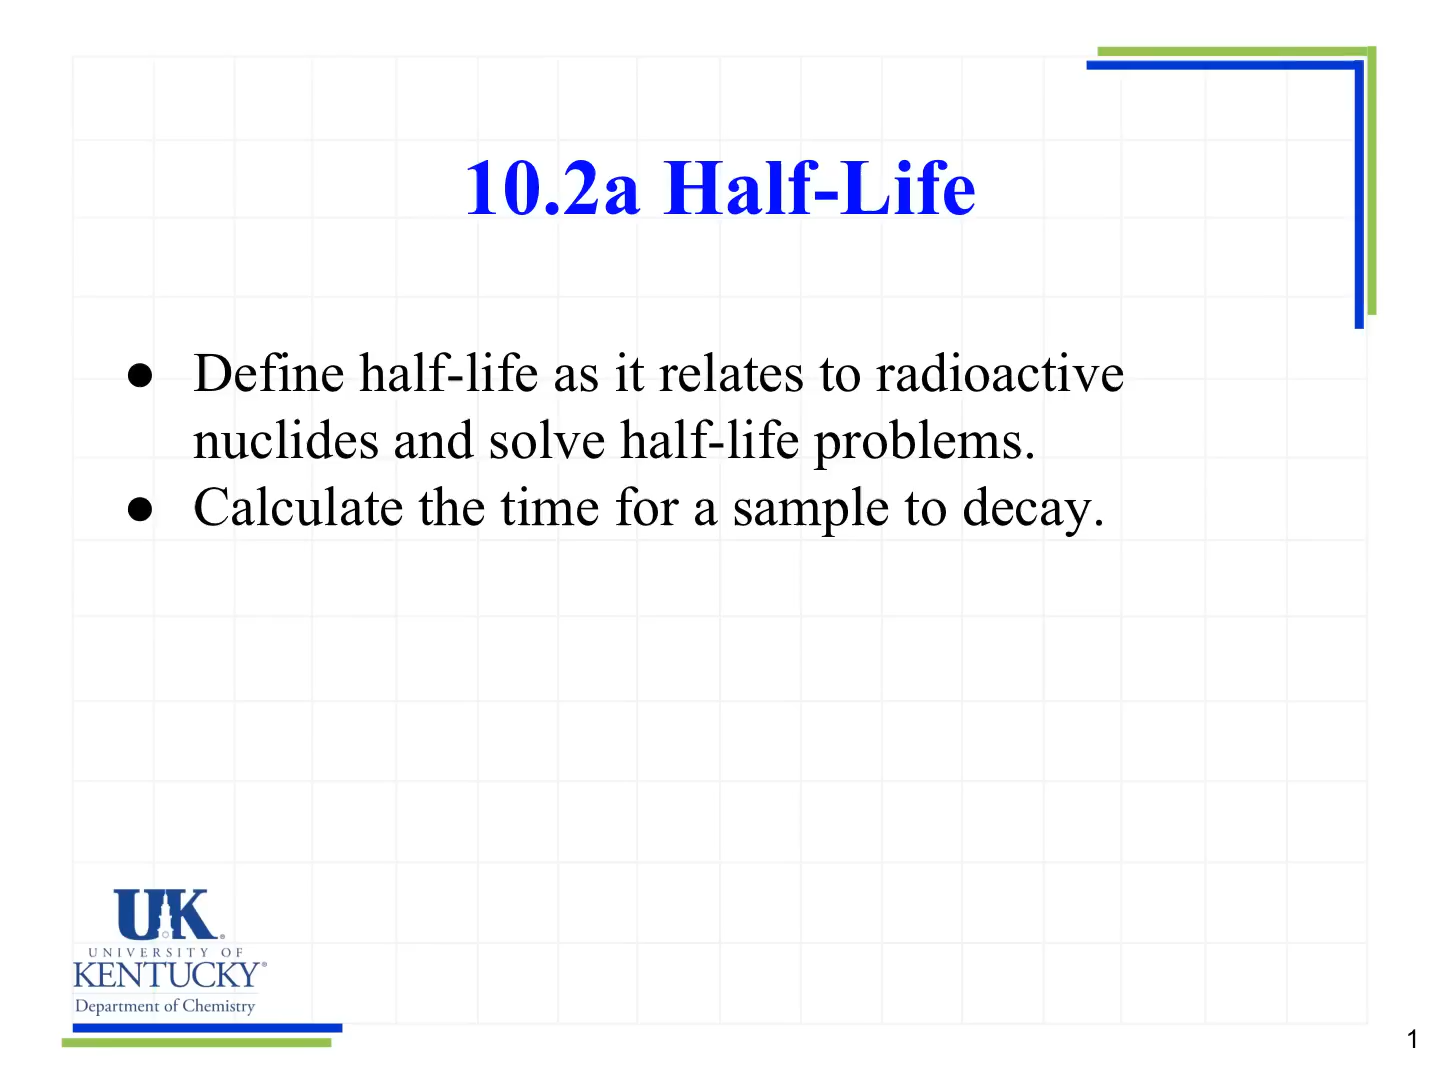 10.2a Half-Life
● Define half-life as it relates to radioactive
nuclides and solve half-life problems.
● Calculate the time for a sample to decay.
UK®
UNIVERSITY OF
KENTUCKY®
Department of Chemistry
1